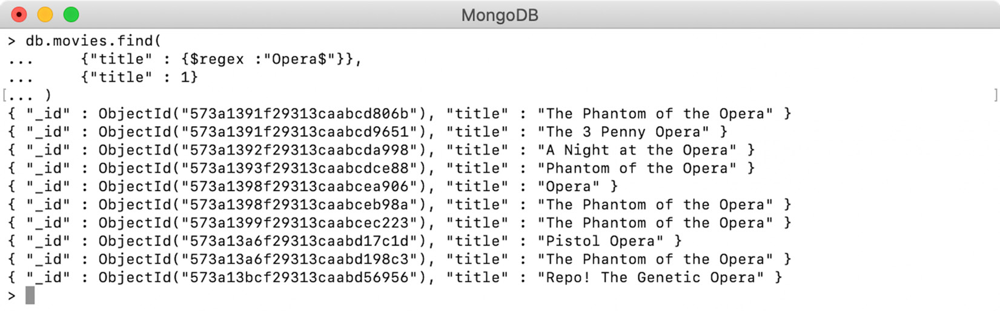 MongoDB
> db.movies.find(
...     {"title" : {$regex :"Opera$"}},
...     {"title" : 1}
[... )                                                                                                       ]
{ "_id" : ObjectId("573a1391f29313caabcd806b"), "title" : "The Phantom of the Opera" }
{ "_id" : ObjectId("573a1391f29313caabcd9651"), "title" : "The 3 Penny Opera" }
{ "_id" : ObjectId("573a1392f29313caabcda998"), "title" : "A Night at the Opera" }
{ "_id" : ObjectId("573a1393f29313caabcdce88"), "title" : "Phantom of the Opera" }
{ "_id" : ObjectId("573a1398f29313caabcea906"), "title" : "Opera" }
{ "_id" : ObjectId("573a1398f29313caabceb98a"), "title" : "The Phantom of the Opera" }
{ "_id" : ObjectId("573a1399f29313caabcec223"), "title" : "The Phantom of the Opera" }
{ "_id" : ObjectId("573a13a6f29313caabd17c1d"), "title" : "Pistol Opera" }
{ "_id" : ObjectId("573a13a6f29313caabd198c3"), "title" : "The Phantom of the Opera" }
{ "_id" : ObjectId("573a13bcf29313caabd56956"), "title" : "Repo! The Genetic Opera" }
>